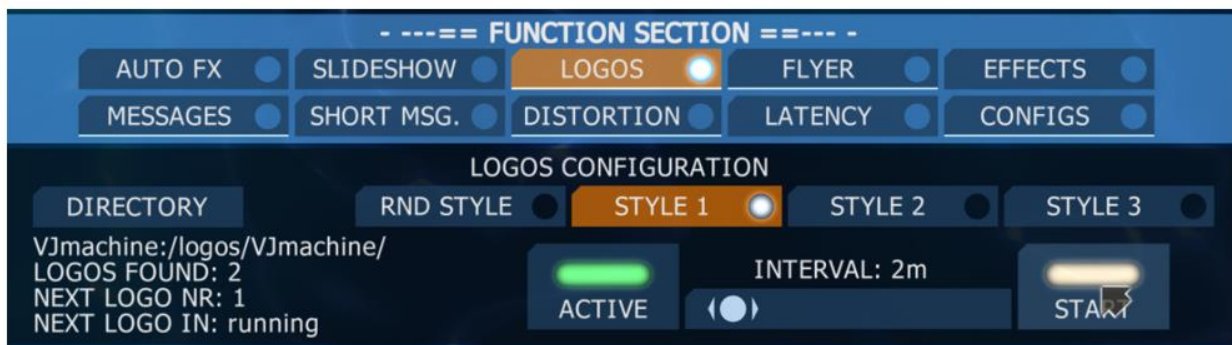 - ---== FUNCTION SECTION ==--- -
AUTO FX SLIDESHOW LOGOS FLYER EFFECTS
MESSAGES SHORT MSG. DISTORTION LATENCY CONFIGS
LOGOS CONFIGURATION
DIRECTORY RND STYLE STYLE 1 STYLE 2 STYLE 3
VJmachine:/logos/VJmachine/
LOGOS FOUND: 2
NEXT LOGO NR: 1
NEXT LOGO IN: running
ACTIVE
INTERVAL: 2m
START